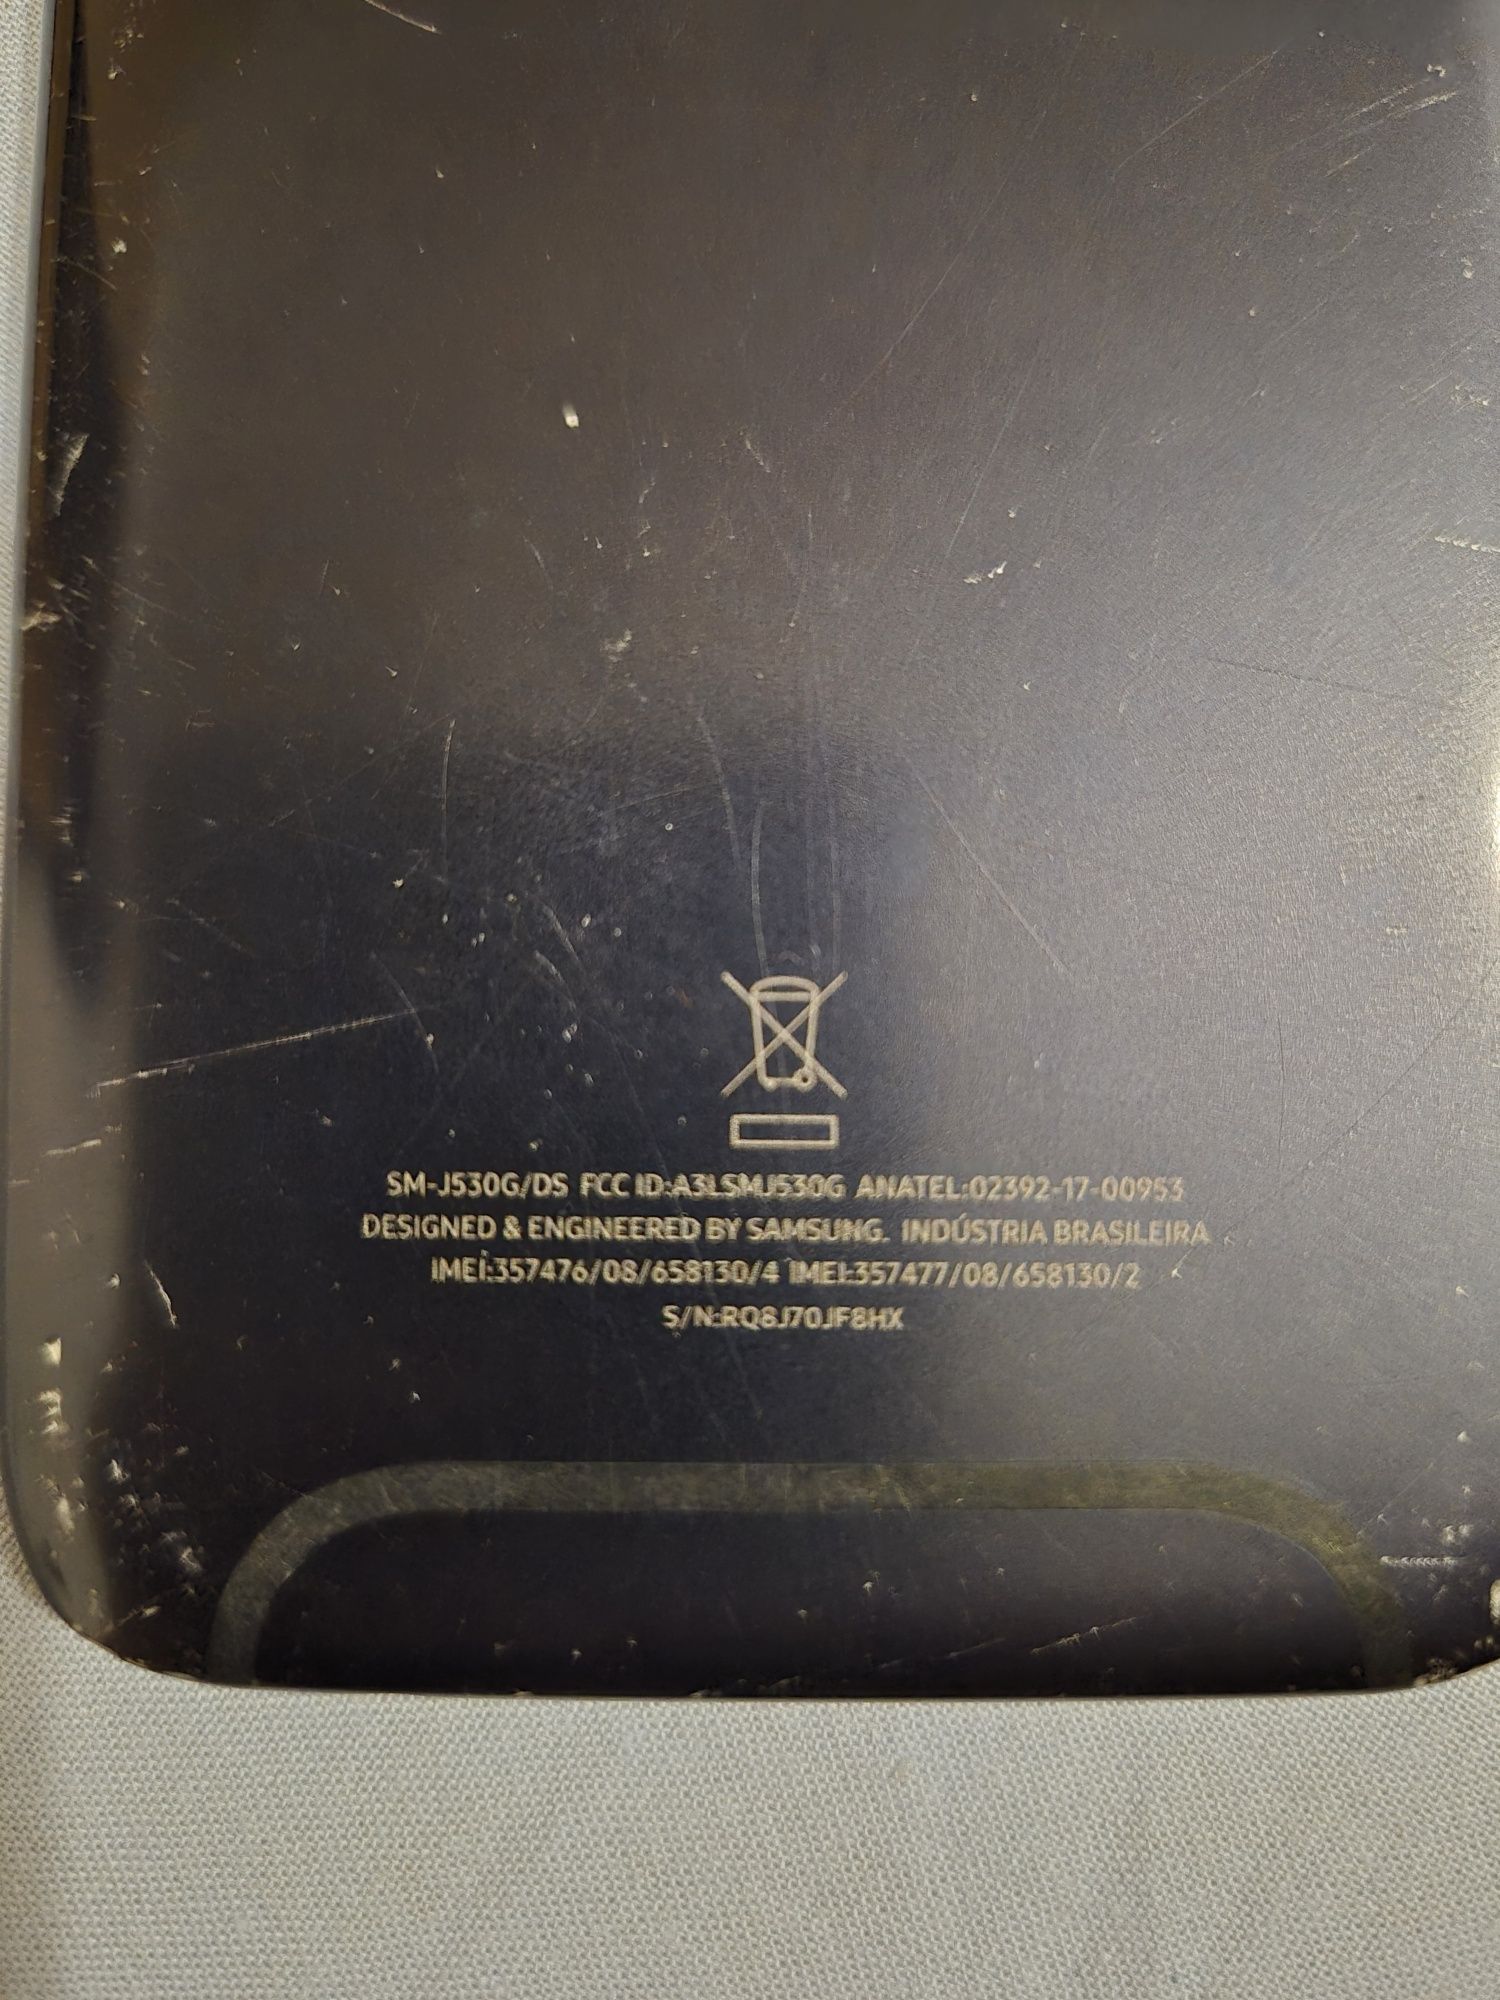 SM-J530G/DS FCC ID:A3LSMJ530G ANATEL:02392-17-00953
DESIGNED & ENGINEERED BY SAMSUNG. INDÚSTRIA BRASILEIRA
IMEI:357476/08/658130/4 IMEI:357477/08/658130/2
S/N:RQ8J70JF8HX